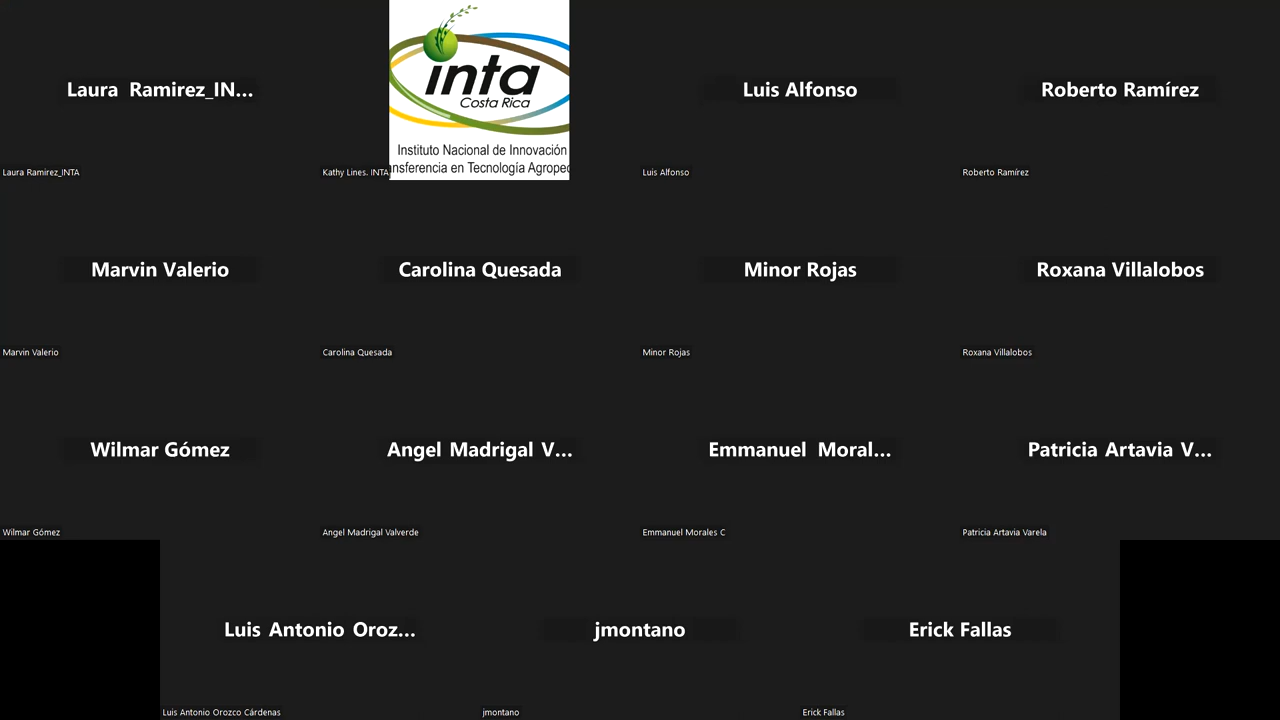 Laura Ramirez_IN...
Laura Ramirez_INTA
inta
Costa Rica
Instituto Nacional de Innovación
nsferencia en Tecnología Agropec
Kathy Lines. INTA
Luis Alfonso
Luis Alfonso
Roberto Ramírez
Roberto Ramírez
Marvin Valerio
Marvin Valerio
Carolina Quesada
Carolina Quesada
Minor Rojas
Minor Rojas
Roxana Villalobos
Roxana Villalobos
Wilmar Gómez
Wilmar Gómez
Angel Madrigal V...
Angel Madrigal Valverde
Emmanuel Moral...
Emmanuel Morales C
Patricia Artavia V...
Patricia Artavia Varela
Luis Antonio Oroz...
Luis Antonio Orozco Cárdenas
jmontano
jmontano
Erick Fallas
Erick Fallas